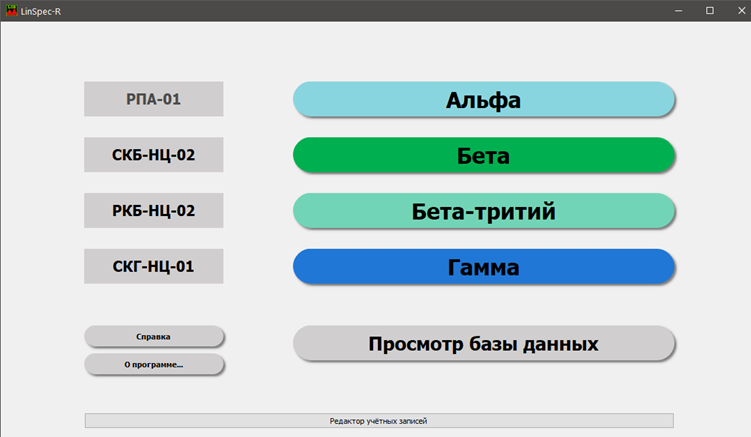 LinSpec-R
РПА-01
Альфа
СКБ-НЦ-02
Бета
РКБ-НЦ-02
Бета-тритий
СКГ-НЦ-01
Гамма
Справка
Просмотр базы данных
О программе...
Редактор учётных записей